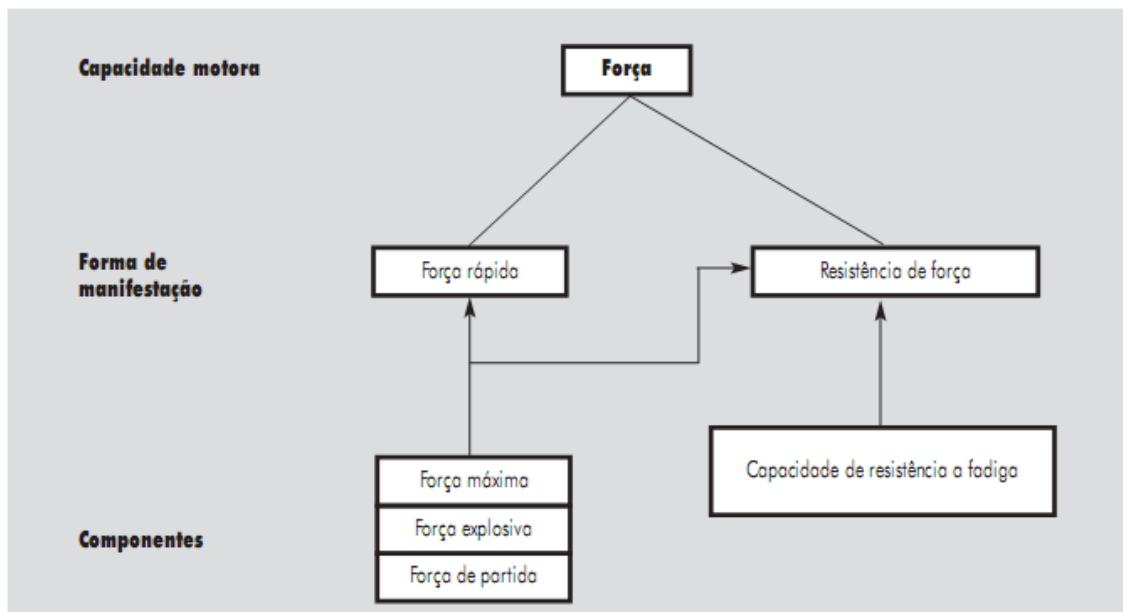 Capacidade motora
Força
Forma de
manifestação
Força rápida
Resistência de força
Força máxima
Capacidade de resistência a fadiga
Componentes
Força explosiva
Força de partida